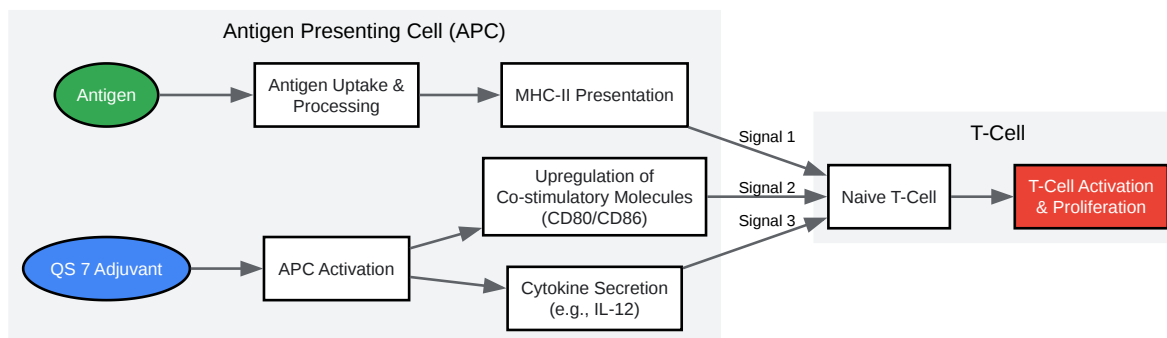 Antigen Presenting Cell (APC)
Antigen
Antigen Uptake &
Processing
MHC-II Presentation
Signal 1
T-Cell
Upregulation of
Co-stimulatory Molecules
(CD80/CD86)
Signal 2
Naive T-Cell
T-Cell Activation
& Proliferation
Signal 3
QS 7 Adjuvant
APC Activation
Cytokine Secretion
(e.g., IL-12)